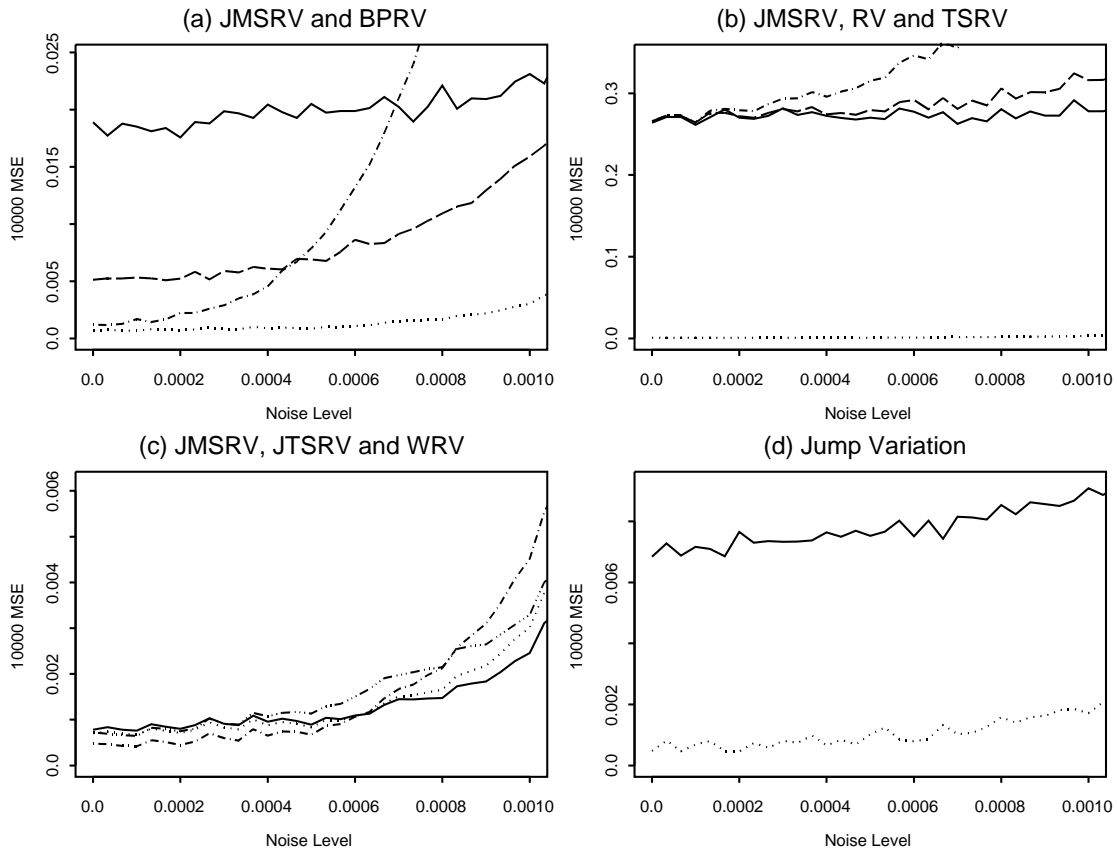 (a) JMSRV and BPRV
10000 MSE
0.025
0.015
0.005
0.0
0.0 0.0002 0.0004 0.0006 0.0008 0.0010
Noise Level
(b) JMSRV, RV and TSRV
10000 MSE
0.3
0.2
0.1
0.0
0.0 0.0002 0.0004 0.0006 0.0008 0.0010
Noise Level
(c) JMSRV, JTSRV and WRV
10000 MSE
0.006
0.004
0.002
0.0
0.0 0.0002 0.0004 0.0006 0.0008 0.0010
Noise Level
(d) Jump Variation
10000 MSE
0.006
0.002
0.0
0.0 0.0002 0.0004 0.0006 0.0008 0.0010
Noise Level